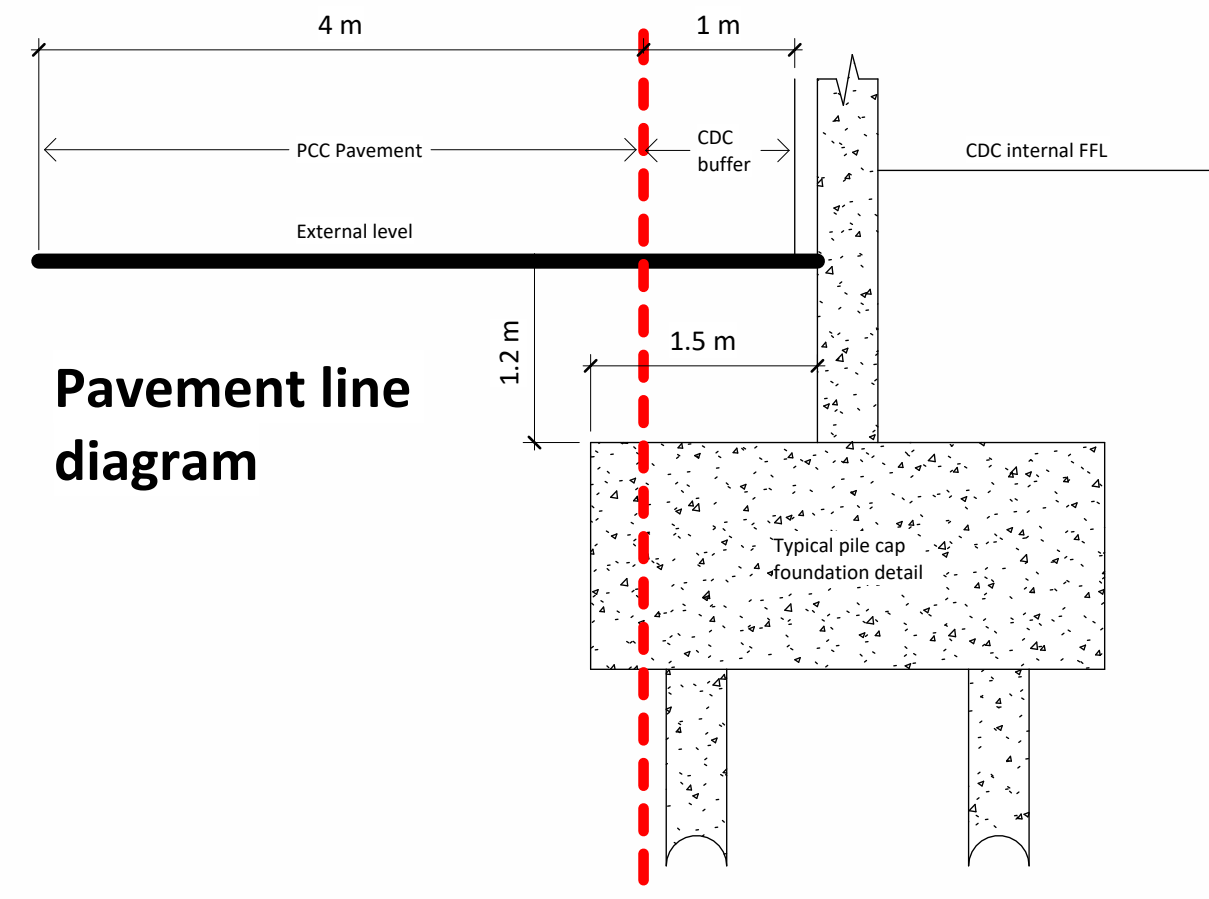 4 m
1 m
PCC Pavement
CDC
buffer
CDC internal FFL
External level
1.2 m
1.5 m
Pavement line
diagram
Typical pile cap
foundation detail